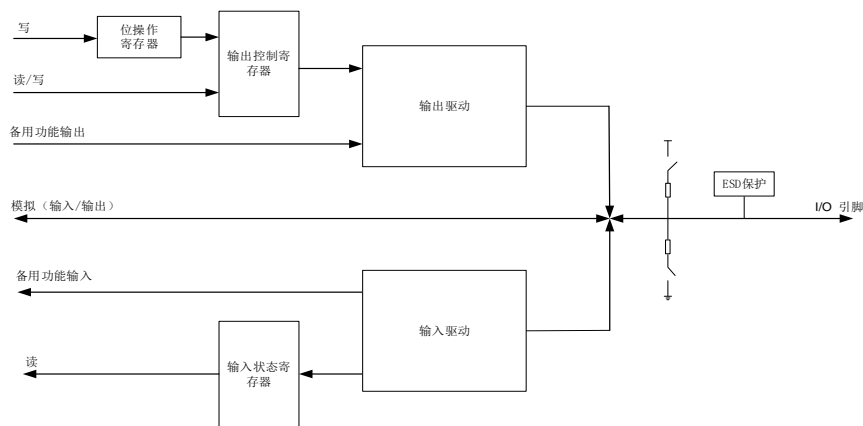 写
位操作
寄存器
输出控制寄
存器
读/写
输出驱动
备用功能输出
ESD保护
模拟（输入/输出）
I/O 引脚
备用功能输入
输入驱动
输入状态寄
存器
读